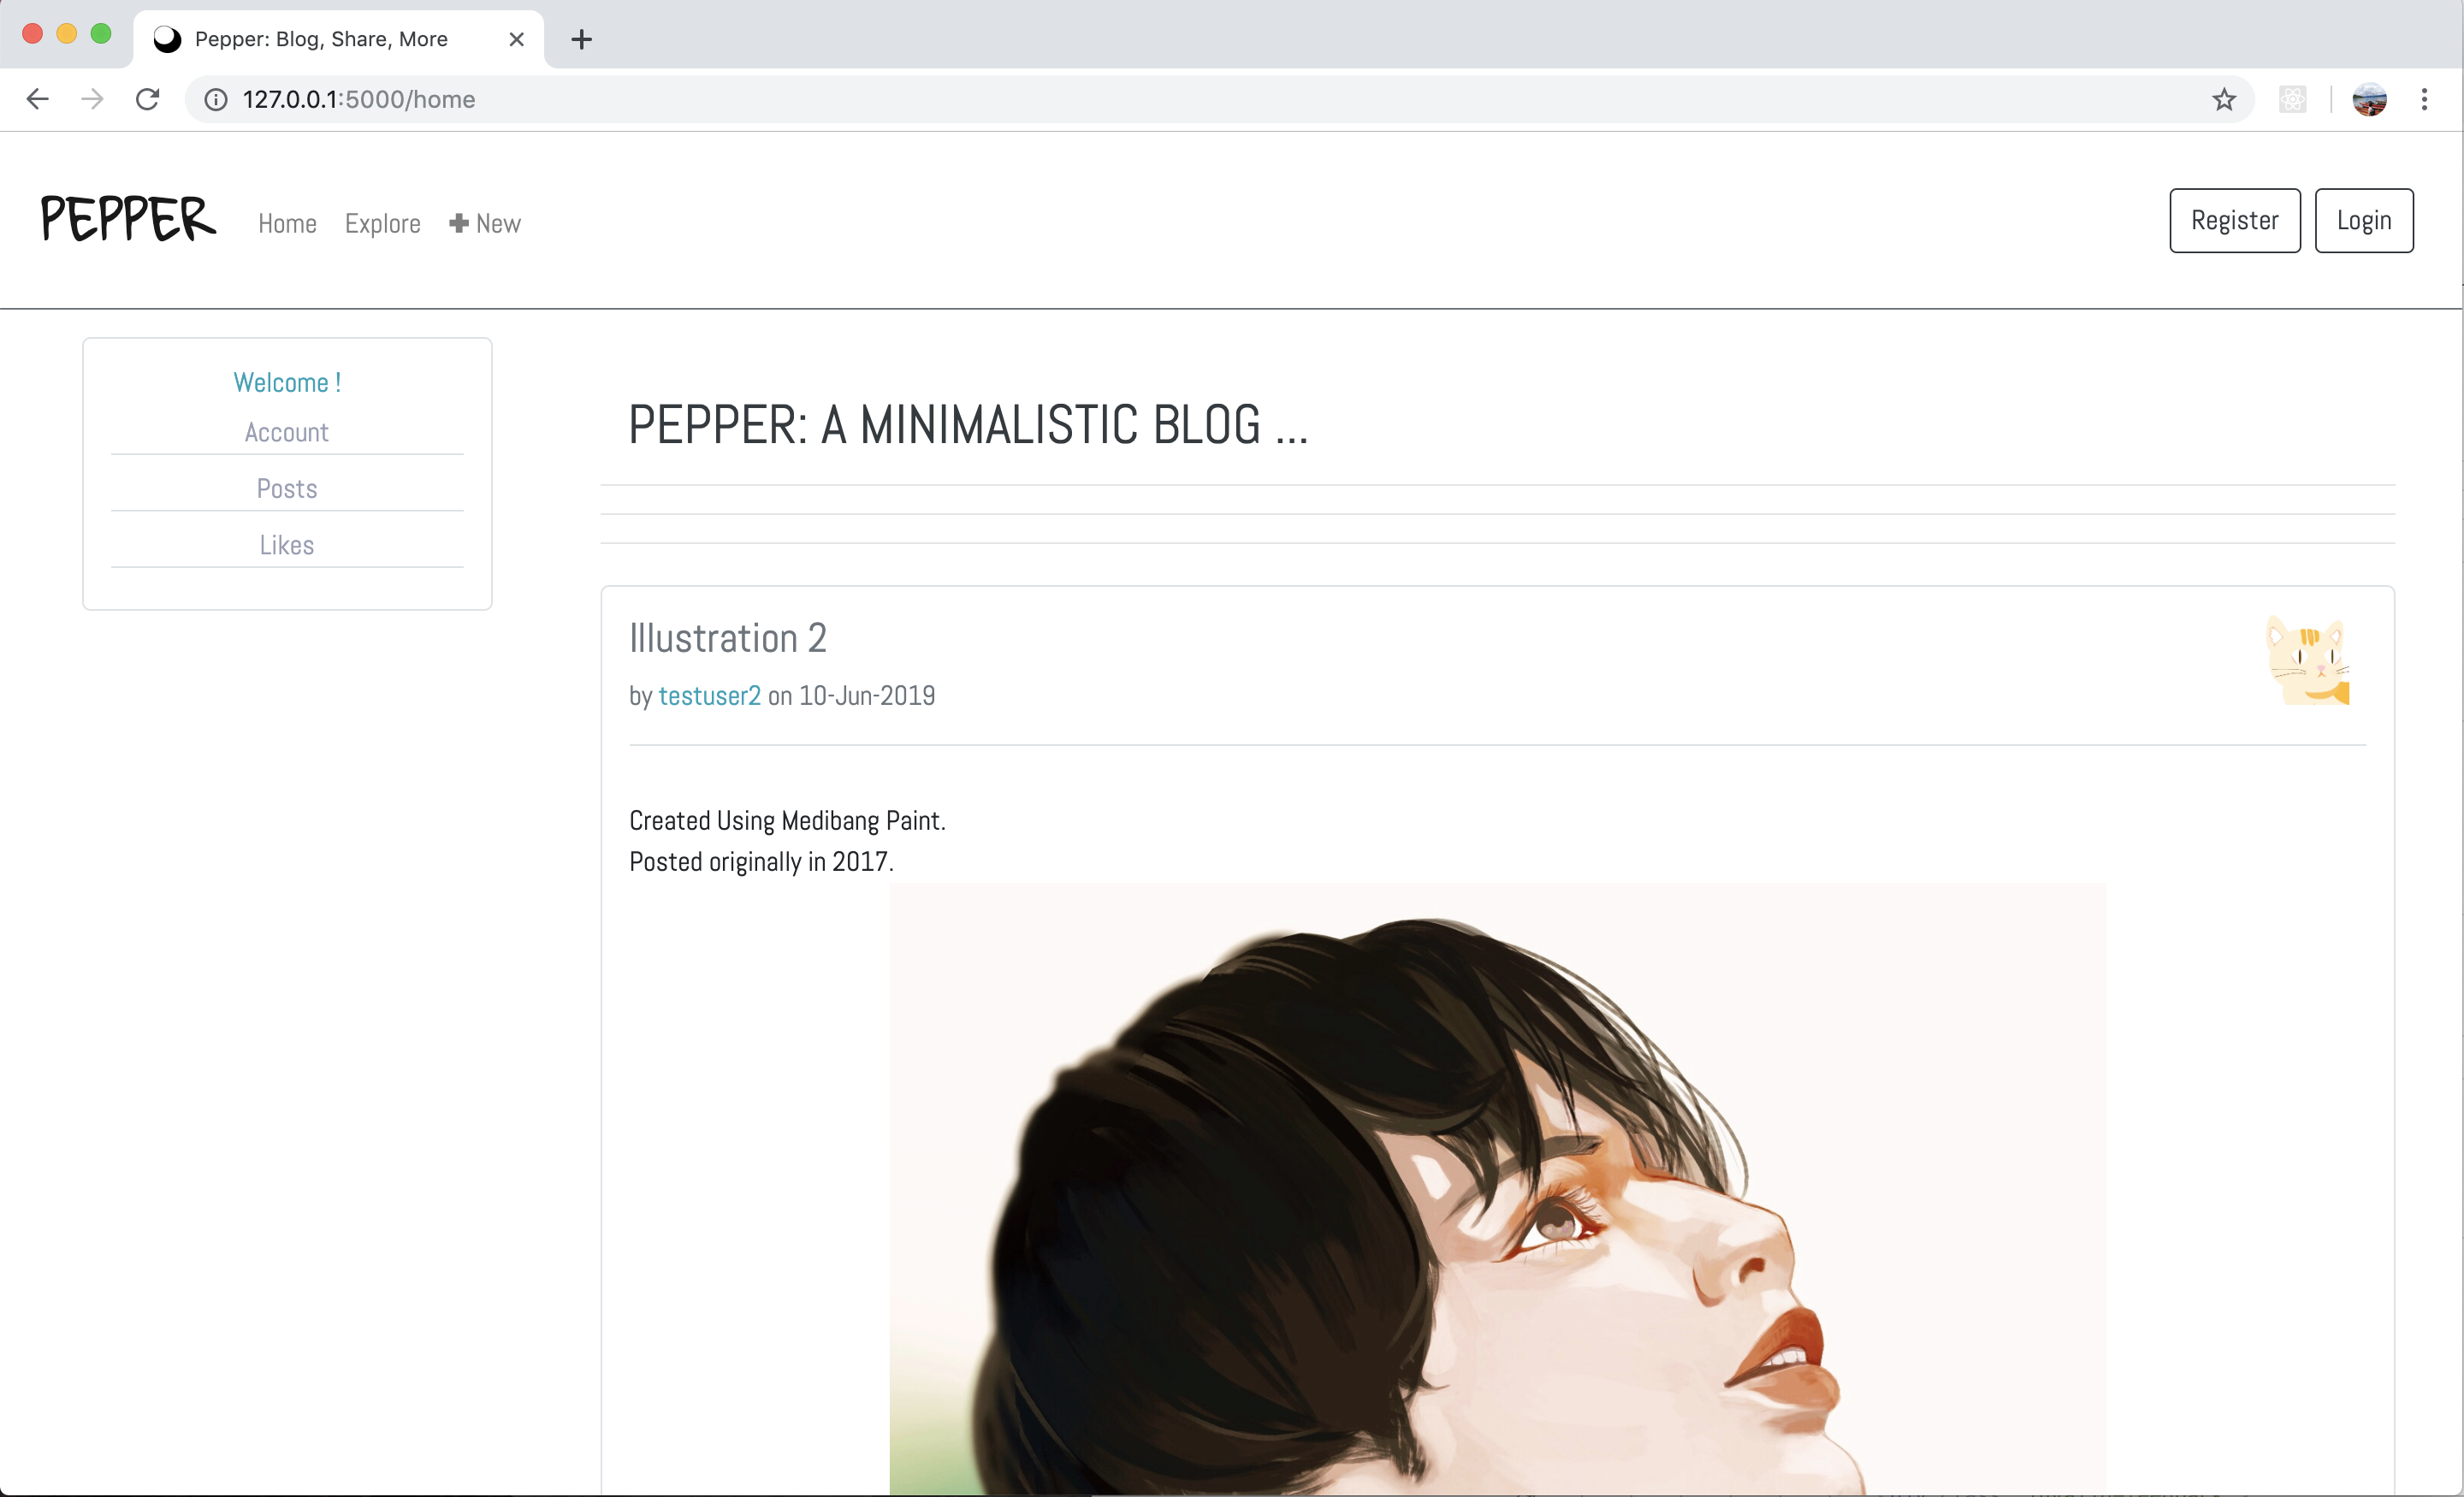 Pepper: Blog, Share, More
127.0.0.1:5000/home
PEPPER Home Explore New Register Login
Welcome !
Account
Posts
Likes
PEPPER: A MINIMALISTIC BLOG ...
Illustration 2
by testuser2 on 10-Jun-2019
Created Using Medibang Paint.
Posted originally in 2017.